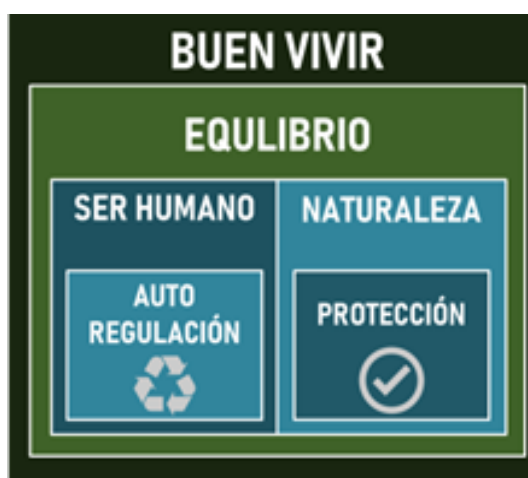 BUEN VIVIR
EQULIBRIO
SER HUMANO
NATURALEZA
AUTO
REGULACIÓN
PROTECCIÓN